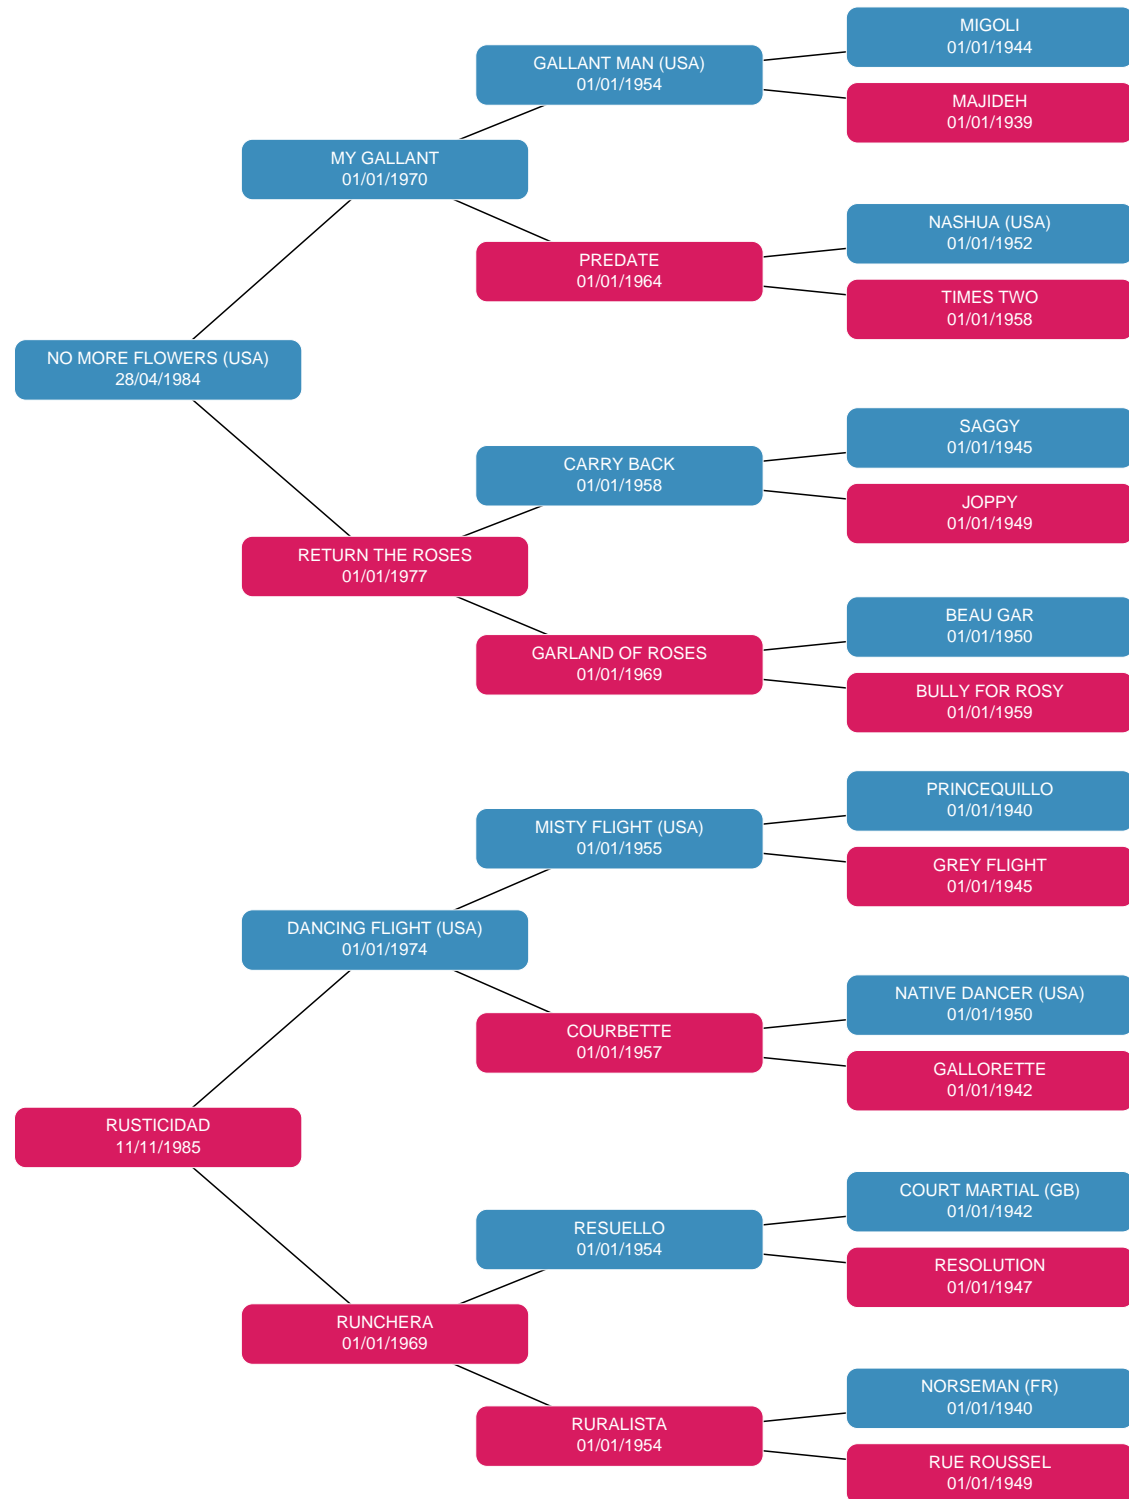 MIGOLI
01/01/1944
GALLANT MAN (USA)
01/01/1954
MAJIDEH
01/01/1939
MY GALLANT
01/01/1970
NASHUA (USA)
01/01/1952
PREDATE
01/01/1964
TIMES TWO
01/01/1958
NO MORE FLOWERS (USA)
28/04/1984
SAGGY
01/01/1945
CARRY BACK
01/01/1958
JOPPY
01/01/1949
RETURN THE ROSES
01/01/1977
BEAU GAR
01/01/1950
GARLAND OF ROSES
01/01/1969
BULLY FOR ROSY
01/01/1959
PRINCEQUILLO
01/01/1940
MISTY FLIGHT (USA)
01/01/1955
GREY FLIGHT
01/01/1945
DANCING FLIGHT (USA)
01/01/1974
NATIVE DANCER (USA)
01/01/1950
COURBETTE
01/01/1957
GALLORETTE
01/01/1942
RUSTICIDAD
11/11/1985
COURT MARTIAL (GB)
01/01/1942
RESUELLO
01/01/1954
RESOLUTION
01/01/1947
RUNCHERA
01/01/1969
NORSEMAN (FR)
01/01/1940
RURALISTA
01/01/1954
RUE ROUSSEL
01/01/1949